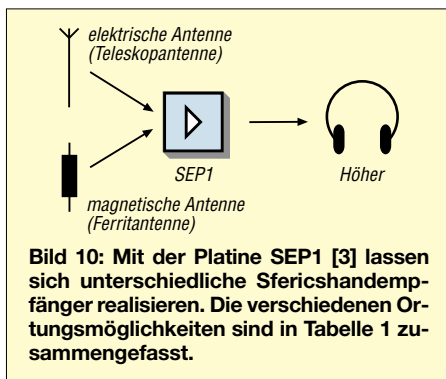 elektrische Antenne
(Teleskopantenne)
SEP1
Höher
magnetische Antenne
(Ferritantenne)
Bild 10: Mit der Platine SEP1 [3] lassen
sich unterschiedliche Sfericshandemp-
fänger realisieren. Die verschiedenen Or-
tungsmöglichkeiten sind in Tabelle 1 zu-
sammengefasst.